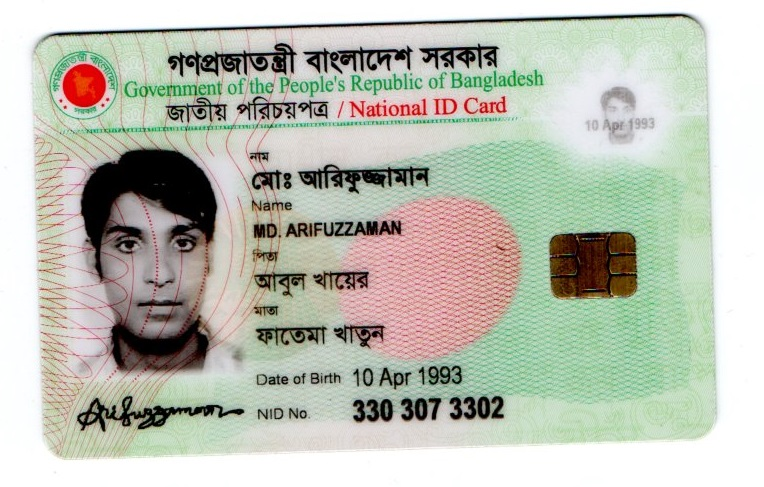 গণপ্রজাতন্ত্রী বাংলাদেশ সরকার
Government of the People's Republic of Bangladesh
জাতীয় পরিচয়পত্র / National ID Card
10 Apr 1993
নাম
মোঃ আরিফুজ্জামান
Name
MD. ARIFUZZAMAN
পিতা
আবুল খায়ের
মাতা
ফাতেমা খাতুন
Date of Birth 10 Apr 1993
Arifuzzaman
NID No. 330 307 3302